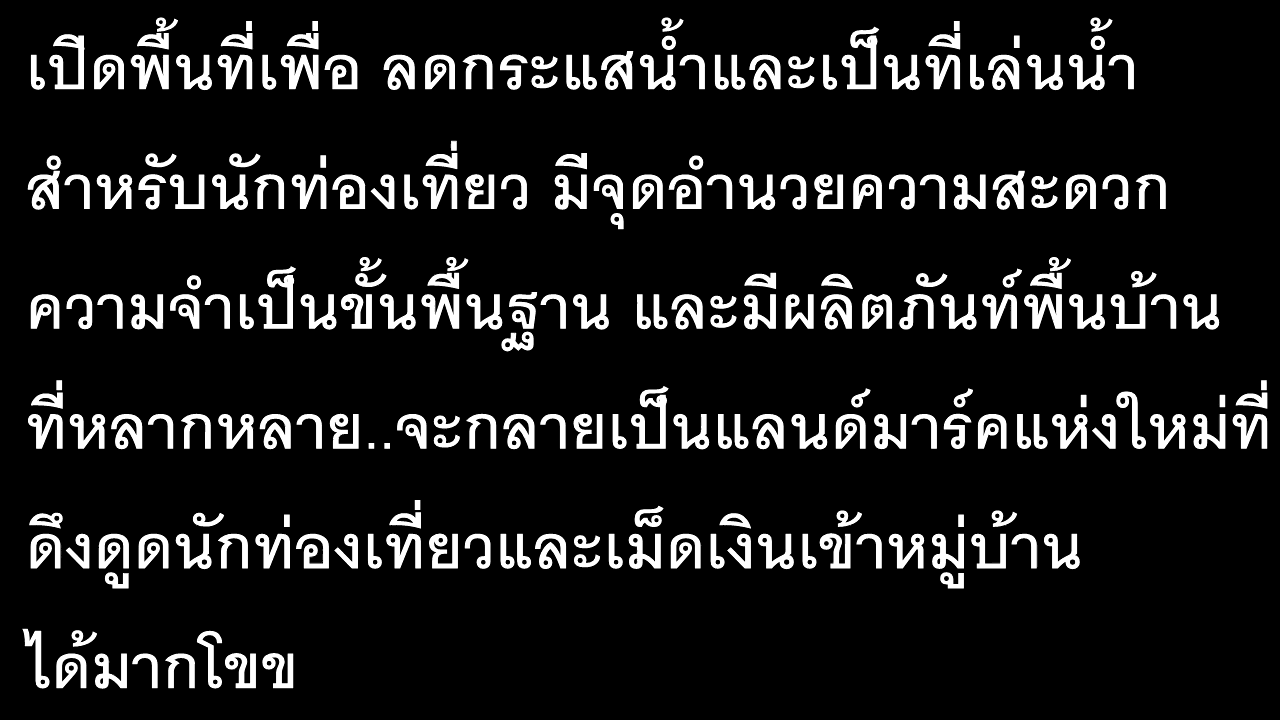 เปิดพื้นที่เพื่อ ลดกระแสน้ำและเป็นที่เล่นน้ำ
สำหรับนักท่องเที่ยว มีจุดอำนวยความสะดวก
ความจำเป็นขั้นพื้นฐาน และมีผลิตภันท์พื้นบ้าน
ที่หลากหลาย..จะกลายเป็นแลนด์มาร์คแห่งใหม่ที่
ดึงดูดนักท่องเที่ยวและเม็ดเงินเข้าหมู่บ้าน
ได้มากโขข